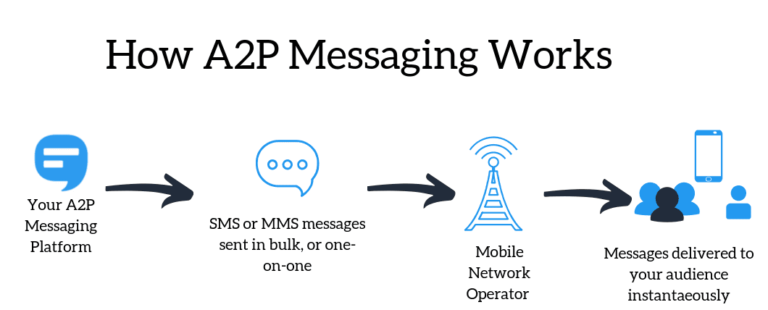 How A2P Messaging Works
Your A2P
Messaging
Platform
SMS or MMS messages
sent in bulk, or one-
on-one
Mobile
Network
Operator
Messages delivered to
your audience
instantaeously